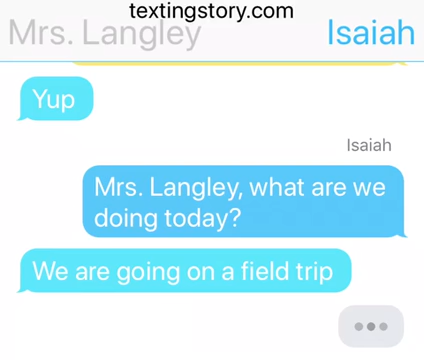 textingstory.com
Mrs. Langley Isaiah
Yup
Isaiah
Mrs. Langley, what are we
doing today?
We are going on a field trip